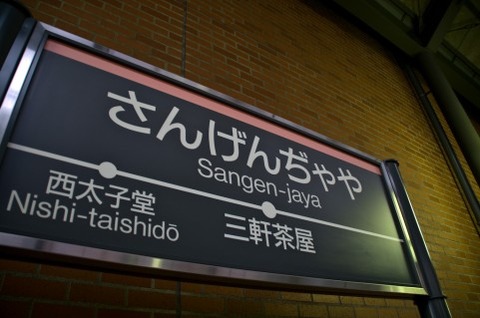 さんげんぢゃや
Sangen-jaya
西太子堂
Nishi-taishidō
三軒茶屋